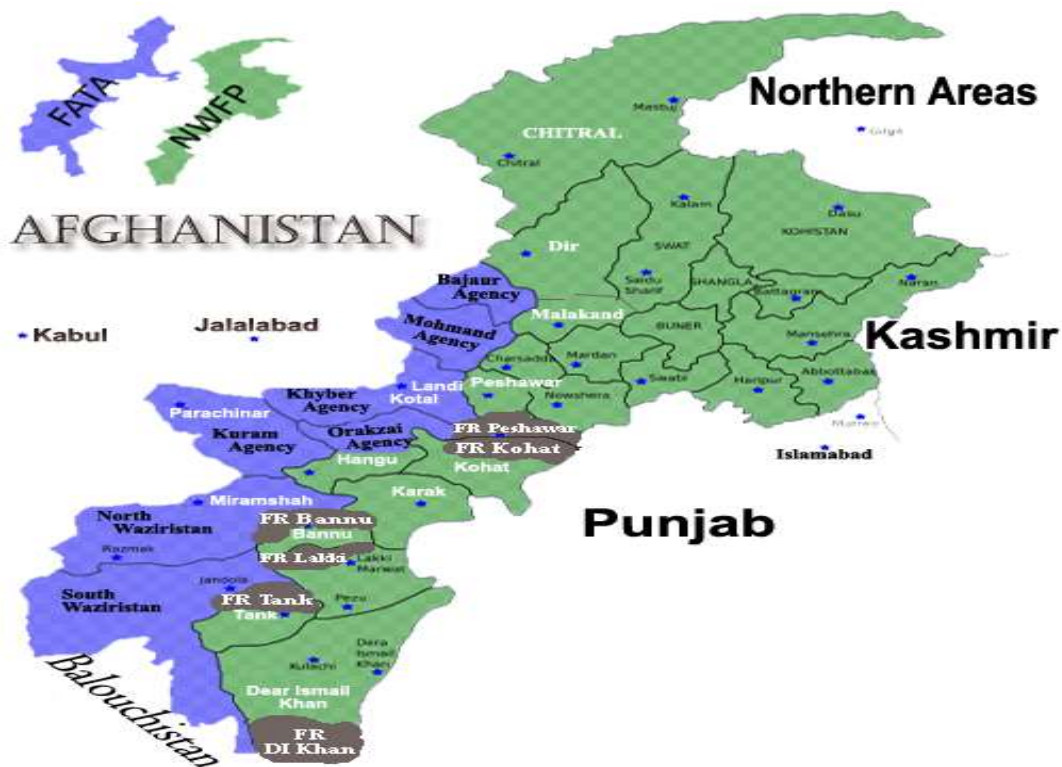 FATA
NWFP
Northern Areas
Mastuj
Gilgit
CHITRAL
Chitral
Kalam
Dasu
KOHISTAN
AFGHANISTAN
Dir
SWAT
Saidu
Sharif
SHANGLA
Battagram
Naran
Bajaur
Agency
Malakand
BUNER
Mansehra
Kashmir
Kabul
Jalalabad
Mohmand
Agency
Charsadda
Mardan
Swabi
Haripur
Abbottabad
Peshawar
Nowshera
Landi
Kotal
Khyber
Agency
Parachinar
Kuram
Agency
Orakzai
Agency
FR Peshawar
FR Kohat
Islamabad
Hangu
Kohat
Karak
Miramshah
North
Waziristan
FR Bannu
Bannu
Punjab
Razmak
FR Lakki
Lakki
Marwat
South
Waziristan
Jandola
FR Tank
Pezu
Tank
Balouchistan
Dera
Ismail
Khan
Kulachi
Dear Ismail
Khan
FR
DI Khan